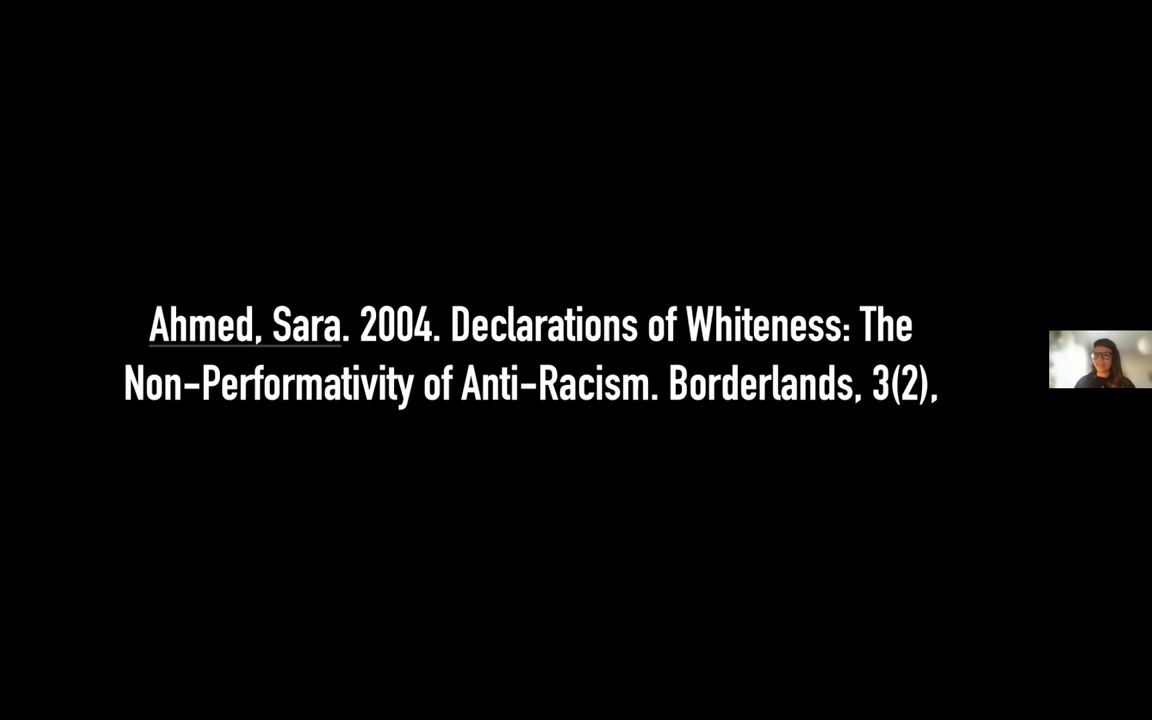 Ahmed, Sara. 2004. Declarations of Whiteness: The
Non-Performativity of Anti-Racism. Borderlands, 3(2),